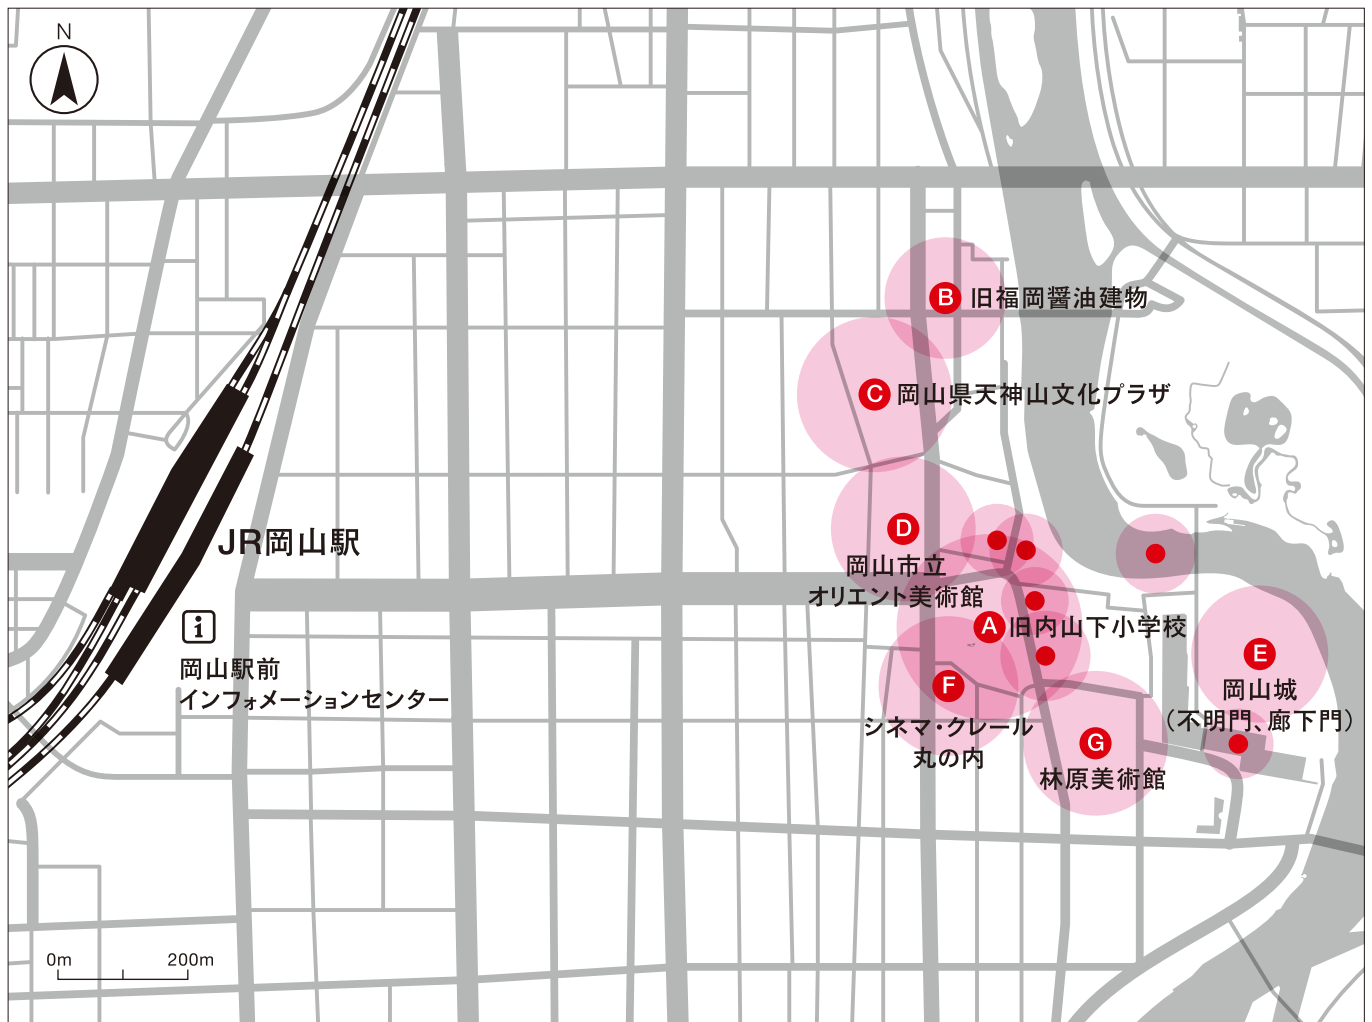 N
B 旧福岡醤油建物
C 岡山県天神山文化プラザ
D
岡山市立
オリエント美術館
JR岡山駅
i
岡山駅前
インフォメーションセンター
A 旧内山下小学校
E
岡山城
(不明門、廊下門)
F
シネマ・クレール
丸の内
G
林原美術館
0m 200m